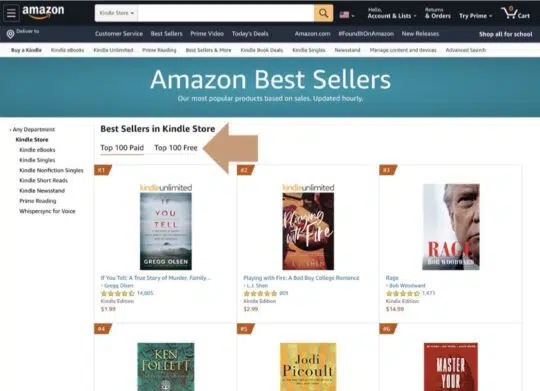 amazon
Kindle Store
Hello,
Account & Lists
Returns
& Orders
Try Prime
0
Cart
Deliver to
Customer Service Best Sellers Prime Video Today's Deals
Amazon.com #FoundItOnAmazon New Releases
Shop all for school
Buy a Kindle Kindle eBooks Kindle Unlimited Prime Reading Best Sellers & More Kindle Book Deals Kindle Singles Newsstand Manage content and devices Advanced Search
Amazon Best Sellers
Our most popular products based on sales. Updated hourly.
‹ Any Department
Kindle Store
Kindle eBooks
Kindle Singles
Kindle Nonfiction Singles
Kindle Short Reads
Kindle Newsstand
Prime Reading
Whispersync for Voice
Best Sellers in Kindle Store
Top 100 Paid Top 100 Free
#1
kindleunlimited
IF
YOU
TELL
GREGG OLSEN
If You Tell: A True Story of Murder, Family...
› Gregg Olsen
14,805
Kindle Edition
$1.99
#2
kindleunlimited
Playing
with Fire
L.J. SHEN
Playing with Fire: A Bad Boy College Romance
› L.J. Shen
Kindle Edition
$2.99
#3
RAGE
BOB WOODWARD
Rage
› Bob Woodward
Kindle Edition
$14.99
#4
KEN
FOLLETT
#5
Jodi
Picoult
#6
MASTER
YOUR